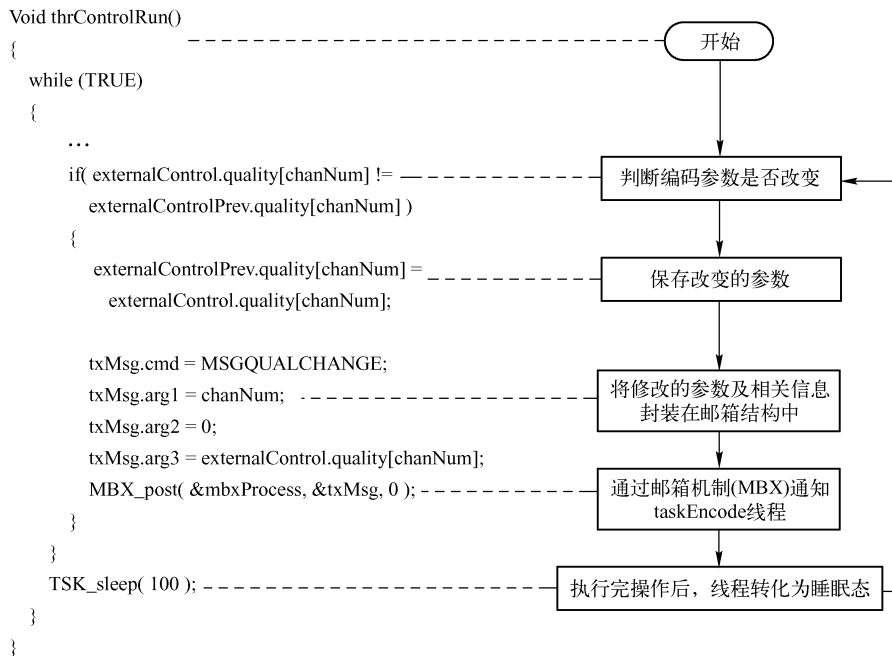 Void thrControlRun()
{
while (TRUE)
{
...
if( externalControl.quality[chanNum] !=
externalControlPrev.quality[chanNum] )
{
externalControlPrev.quality[chanNum] =
externalControl.quality[chanNum];
txMsg.cmd = MSGQUALCHANGE;
txMsg.arg1 = chanNum;
txMsg.arg2 = 0;
txMsg.arg3 = externalControl.quality[chanNum];
MBX_post( &mbxProcess, &txMsg, 0 );
}
}
TSK_sleep( 100 );
}
}
开始
判断编码参数是否改变
保存改变的参数
将修改的参数及相关信息
封装在邮箱结构中
通过邮箱机制(MBX)通知
taskEncode线程
执行完操作后，线程转化为睡眠态